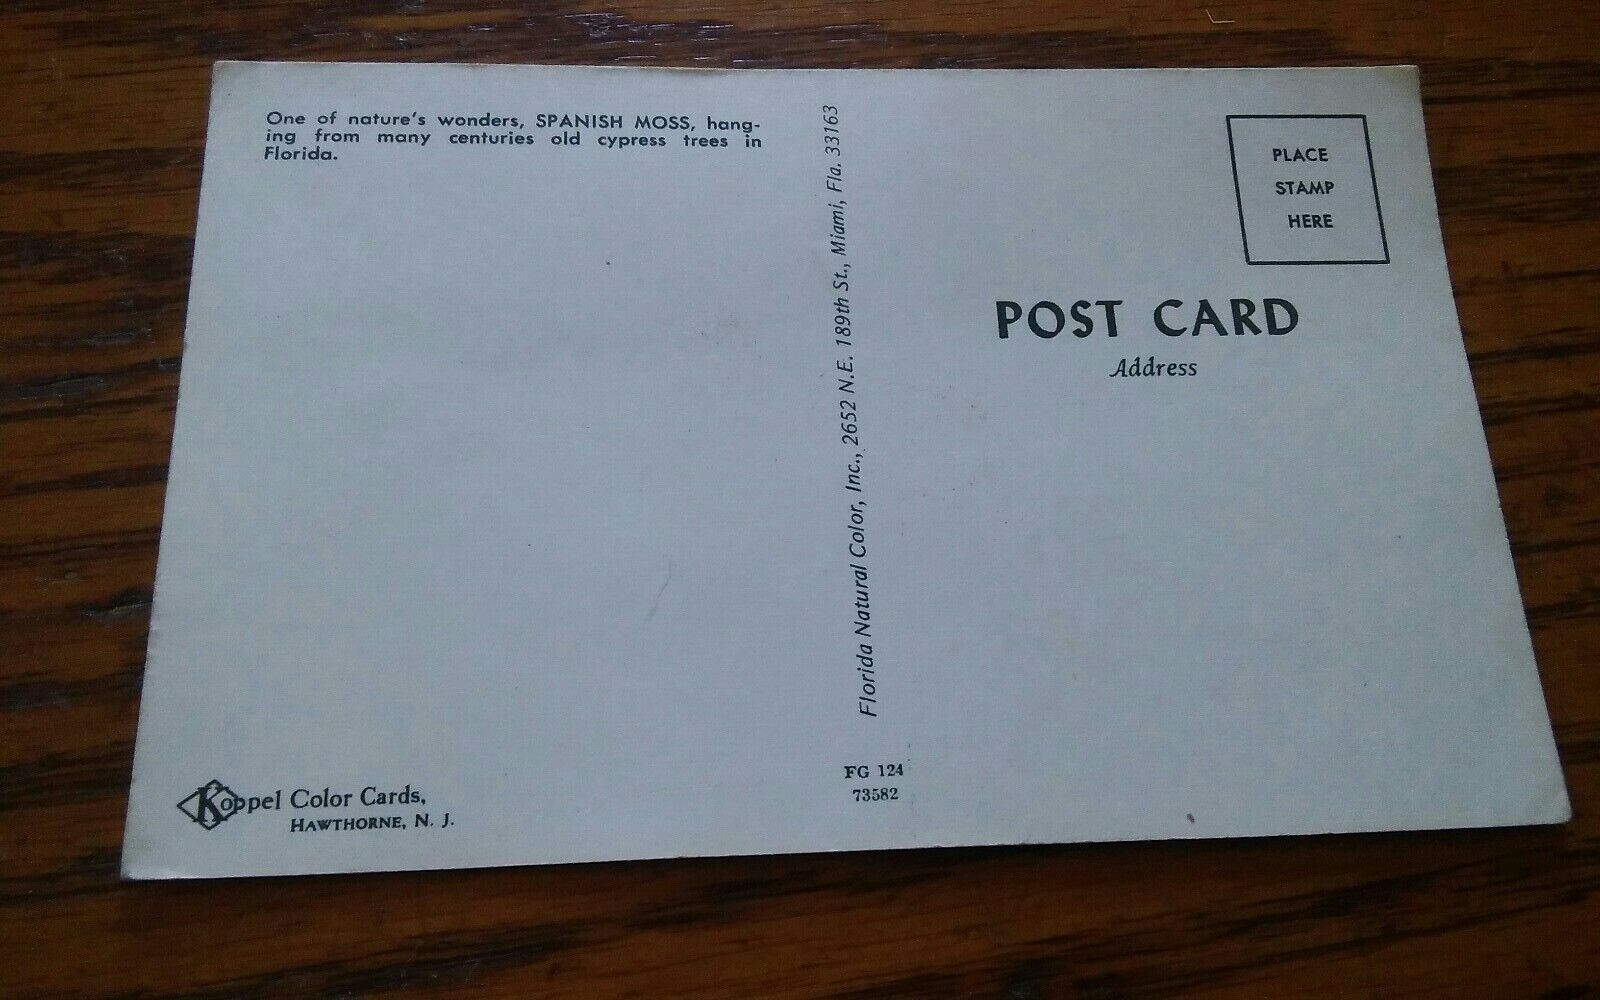 One of nature's wonders, SPANISH MOSS, hang-
ing from many centuries old cypress trees in
Florida.
Koppel Color Cards,
HAWTHORNE, N. J.
Florida Natural Color, Inc., 2652 N.E. 189th St., Miami, Fla. 33163
FG 124
73582
PLACE
STAMP
HERE
POST CARD
Address